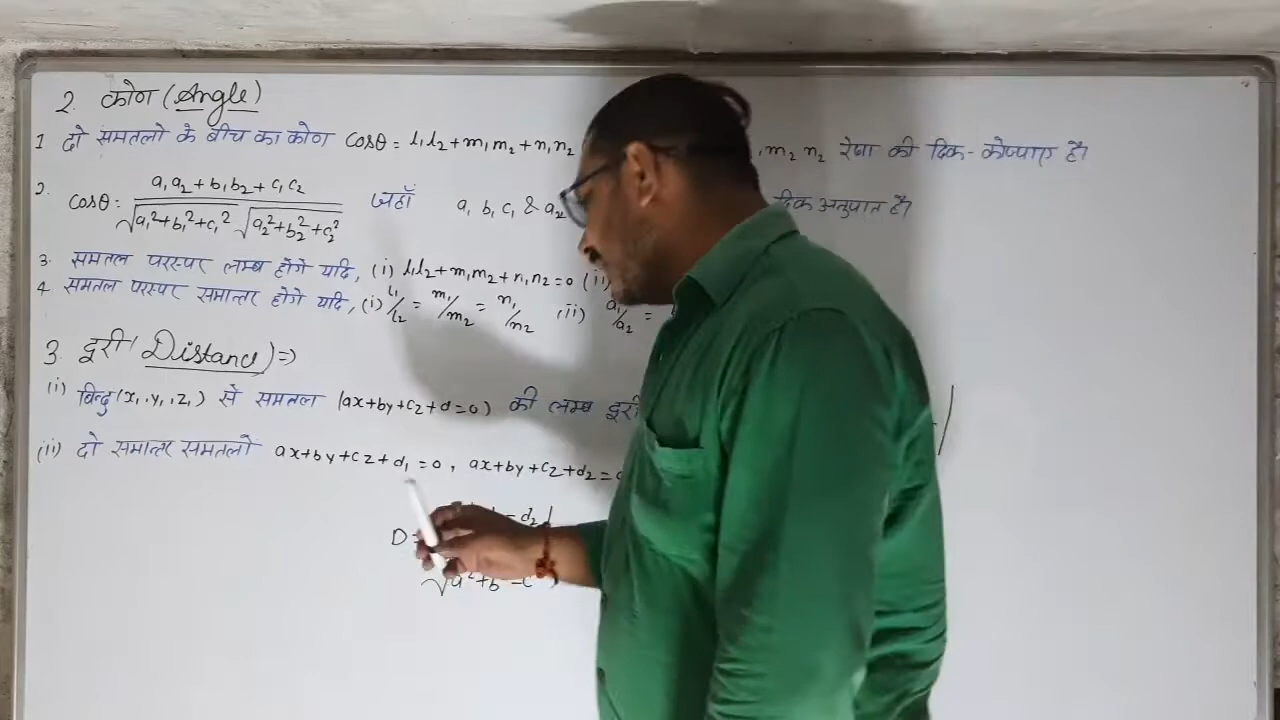 2. कोण (Angle)
1 दो समतलो के बीच का कोण cosθ = l₁l₂+m₁m₂+n₁n₂ , m₂ n₂ रेखा की दिक-कोज्याए है।
2. cosθ = a₁a₂+b₁b₂+c₁c₂ / √a₁²+b₁²+c₁² √a₂²+b₂²+c₂² जहाँ a₁ b₁ c₁ & a₂ दिक अनुपात है।
3. समतल परस्पर लम्ब होगे यदि, (i) l₁l₂+m₁m₂+n₁n₂=0 (ii)
4 समतल परस्पर समान्तर होगे यदि, (i) l₁/l₂ = m₁/m₂ = n₁/n₂ (ii) a₁/a₂ =
3. दूरी (Distance) =>
(i) बिन्दु (x₁,y₁,z₁) से समतल (ax+by+cz+d=0) की लम्ब दूरी
(ii) दो समान्तर समतलो ax+by+cz+d₁=0, ax+by+cz+d₂=0
D = - d₂|
√a²+b